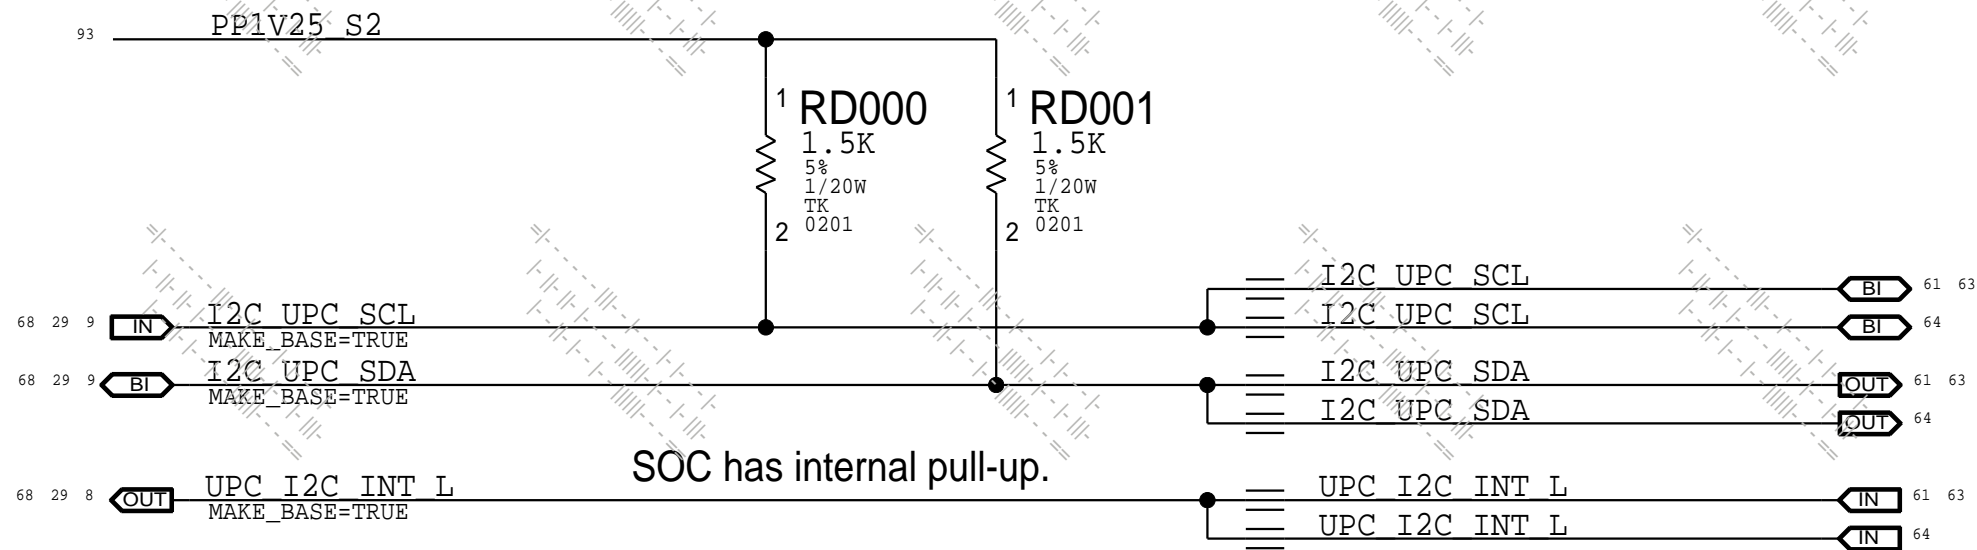 93 PP1V25_S2
1 RD000 1 RD001
1.5K 1.5K
5% 5%
1/20W 1/20W
TK TK
0201 0201
2 2
I2C_UPC_SCL BI 61 63
68 29 9 IN I2C_UPC_SCL I2C_UPC_SCL BI 64
MAKE_BASE=TRUE
68 29 9 BI I2C_UPC_SDA I2C_UPC_SDA OUT 61 63
MAKE_BASE=TRUE
I2C_UPC_SDA OUT 64
SOC has internal pull-up.
68 29 8 OUT UPC_I2C_INT_L UPC_I2C_INT_L IN 61 63
MAKE_BASE=TRUE
UPC_I2C_INT_L IN 64